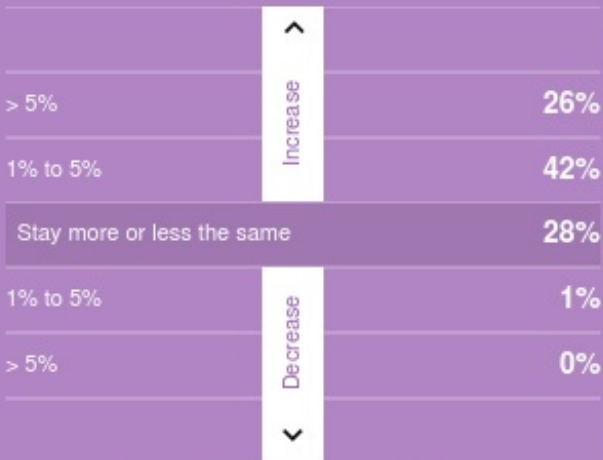 > 5% 26%
Increase
1% to 5% 42%
Stay more or less the same 28%
1% to 5% 1%
Decrease
> 5% 0%